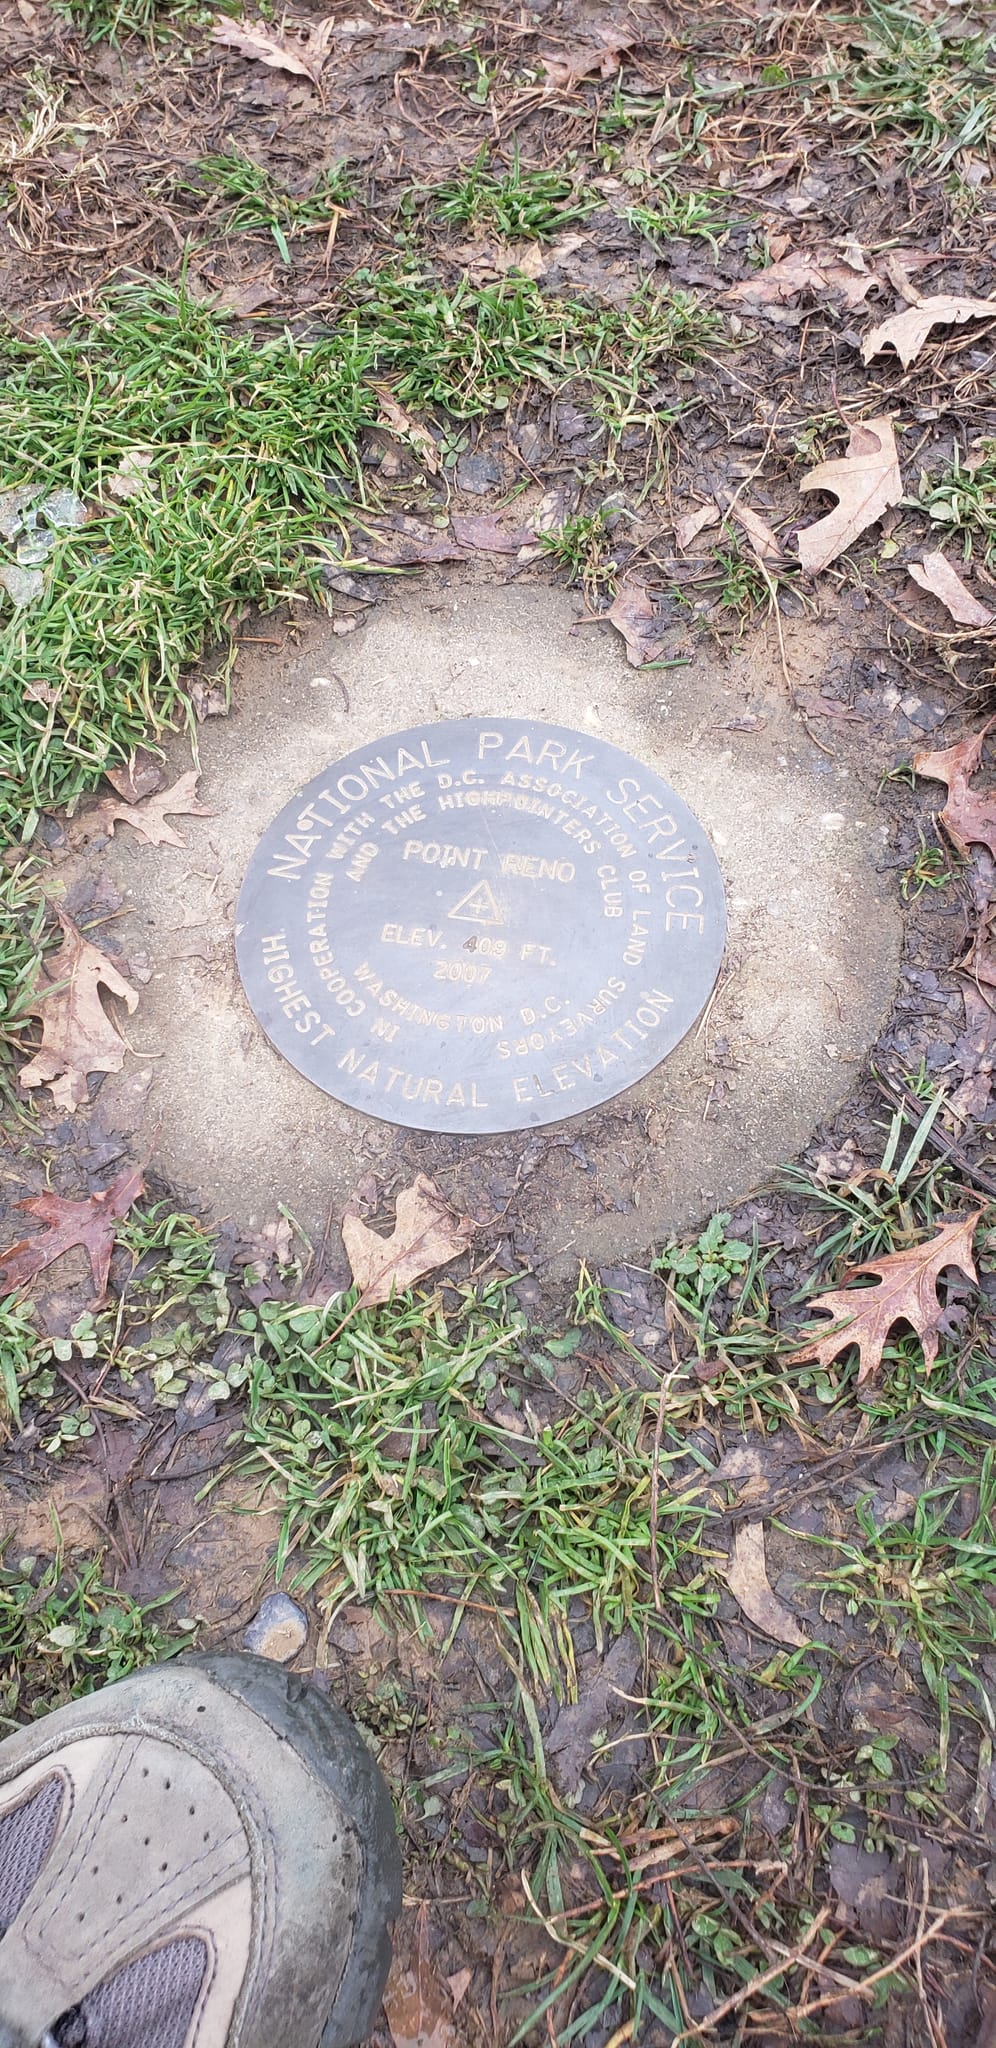 NATIONAL PARK SERVICE
HIGHEST NATURAL ELEVATION
IN COOPERATION WITH THE D.C. ASSOCIATION OF LAND SURVEYORS
AND THE HIGHPOINTERS CLUB
WASHINGTON D.C.
POINT RENO
ELEV. 409 FT.
2007